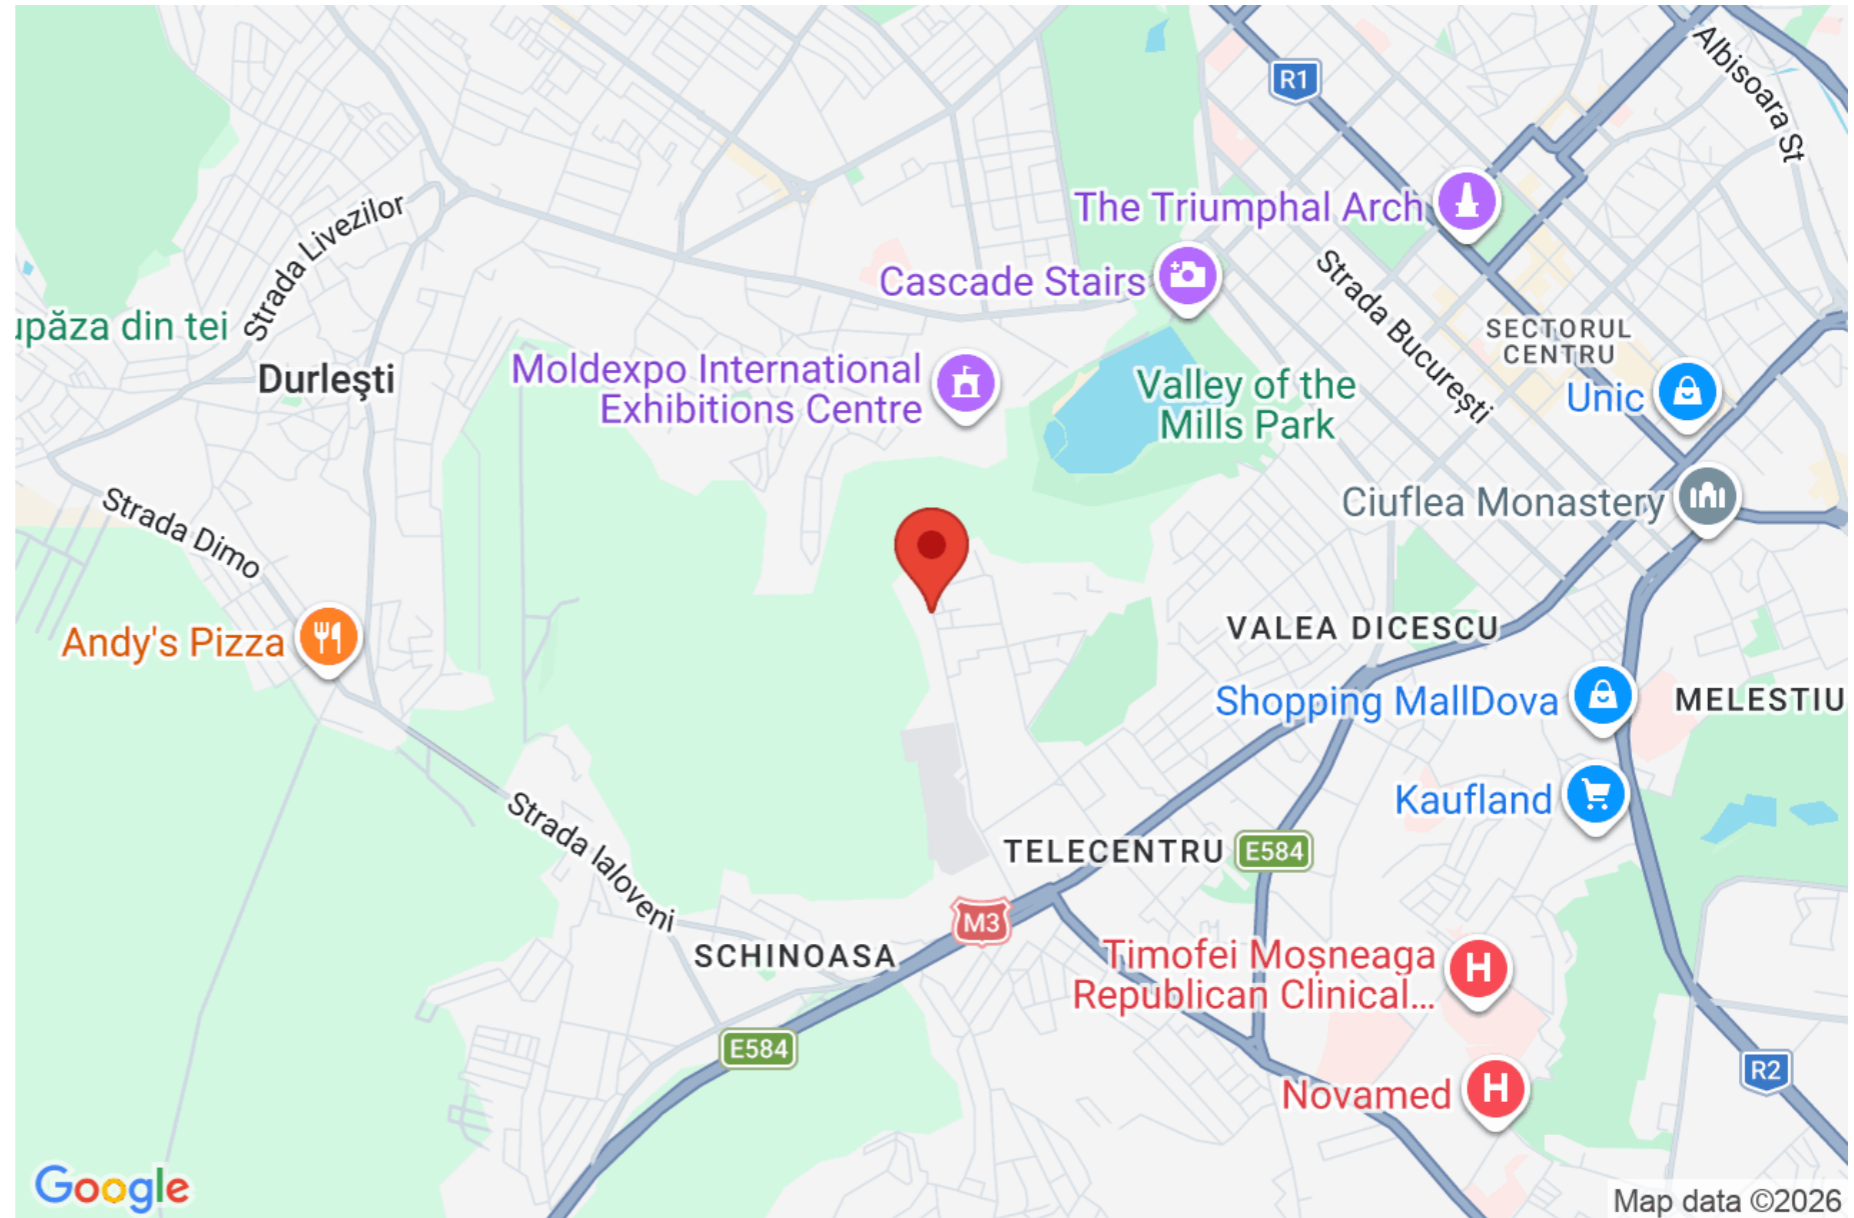 R1
Albisoara St
The Triumphal Arch
Cascade Stairs
Strada Livezilor
Strada București
upăza din tei
SECTORUL
CENTRU
Durleşti
Moldexpo International
Exhibitions Centre
Valley of the
Mills Park
Unic
Strada Dimo
Ciuflea Monastery
Andy's Pizza
VALEA DICESCU
Shopping MallDova
MELESTIU
Kaufland
Strada Ialoveni
TELECENTRU
E584
M3
SCHINOASA
Timofei Moșneaga
Republican Clinical...
H
E584
R2
Novamed
H
Google
Map data ©2026